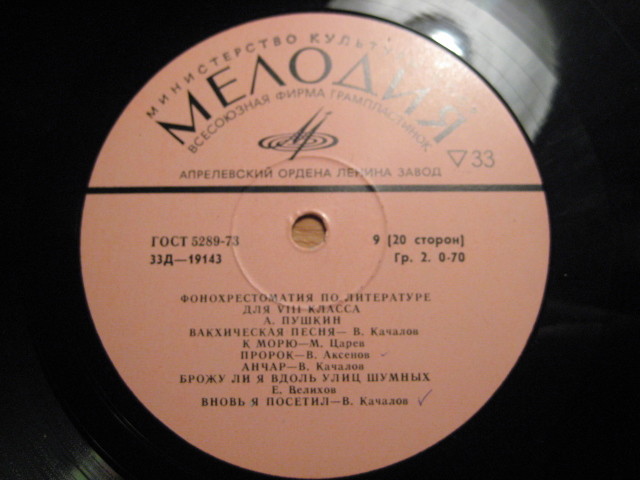 МИНИСТЕРСТВО КУЛЬТУ
МЕЛОДИЯ
ВСЕСОЮЗНАЯ ФИРМА ГРАМПЛАСТИНОК
33
АПРЕЛЕВСКИЙ ОРДЕНА ЛЕНИНА ЗАВОД
ГОСТ 5289-73 9 [20 сторон]
33Д—19143 Гр. 2. 0-70
ФОНОХРЕСТОМАТИЯ ПО ЛИТЕРАТУРЕ
ДЛЯ VIII КЛАССА
А. ПУШКИН
ВАКХИЧЕСКАЯ ПЕСНЯ— В. Качалов
К МОРЮ—М. Царев
ПРОРОК—В. Аксенов
АНЧАР—В. Качалов
БРОЖУ ЛИ Я ВДОЛЬ УЛИЦ ШУМНЫХ
Е. Велихов
ВНОВЬ Я ПОСЕТИЛ—В. Качалов